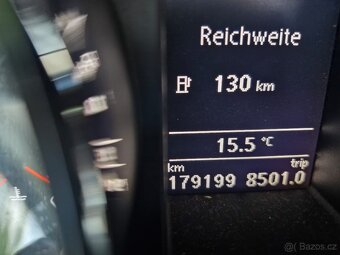 Reichweite
130 km
15.5 °C
km trip
179199 8501.0
Bazos.cz